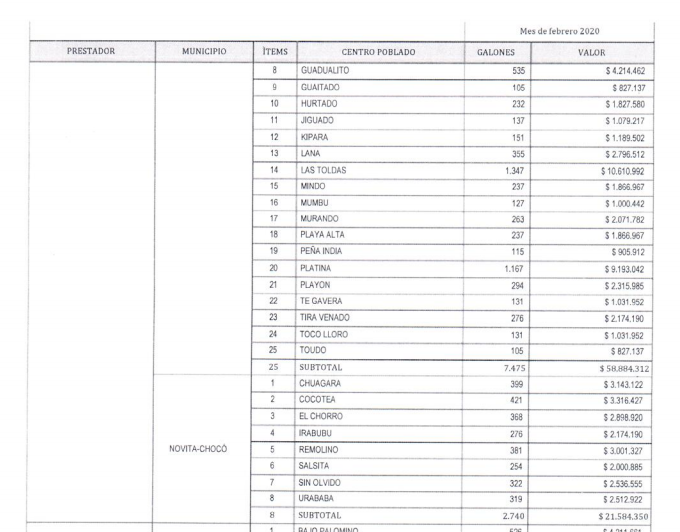 Mes de febrero 2020
PRESTADOR MUNICIPIO ÍTEMS CENTRO POBLADO GALONES VALOR
8 GUADUALITO 535 $ 4.214.462
9 GUAITADO 105 $ 827.137
10 HURTADO 232 $ 1.827.580
11 JIGUADO 137 $ 1.079.217
12 KIPARA 151 $ 1.189.502
13 LANA 355 $ 2.796.512
14 LAS TOLDAS 1.347 $ 10.610.992
15 MINDO 237 $ 1.866.967
16 MUMBU 127 $ 1.000.442
17 MURANDO 263 $ 2.071.782
18 PLAYA ALTA 237 $ 1.866.967
19 PEÑA INDIA 115 $ 905.912
20 PLATINA 1.167 $ 9.193.042
21 PLAYON 294 $ 2.315.985
22 TE GAVERA 131 $ 1.031.952
23 TIRA VENADO 276 $ 2.174.190
24 TOCO LLORO 131 $ 1.031.952
25 TOUDO 105 $ 827.137
25 SUBTOTAL 7.475 $ 58.884.312
1 CHUAGARA 399 $ 3.143.122
2 COCOTEA 421 $ 3.316.427
3 EL CHORRO 368 $ 2.898.920
4 IRABUBU 276 $ 2.174.190
NOVITA-CHOCÓ 5 REMOLINO 381 $ 3.001.327
6 SALSITA 254 $ 2.000.885
7 SIN OLVIDO 322 $ 2.536.555
8 URABABA 319 $ 2.512.922
8 SUBTOTAL 2.740 $ 21.584.350
1 BAJO PALOMINO